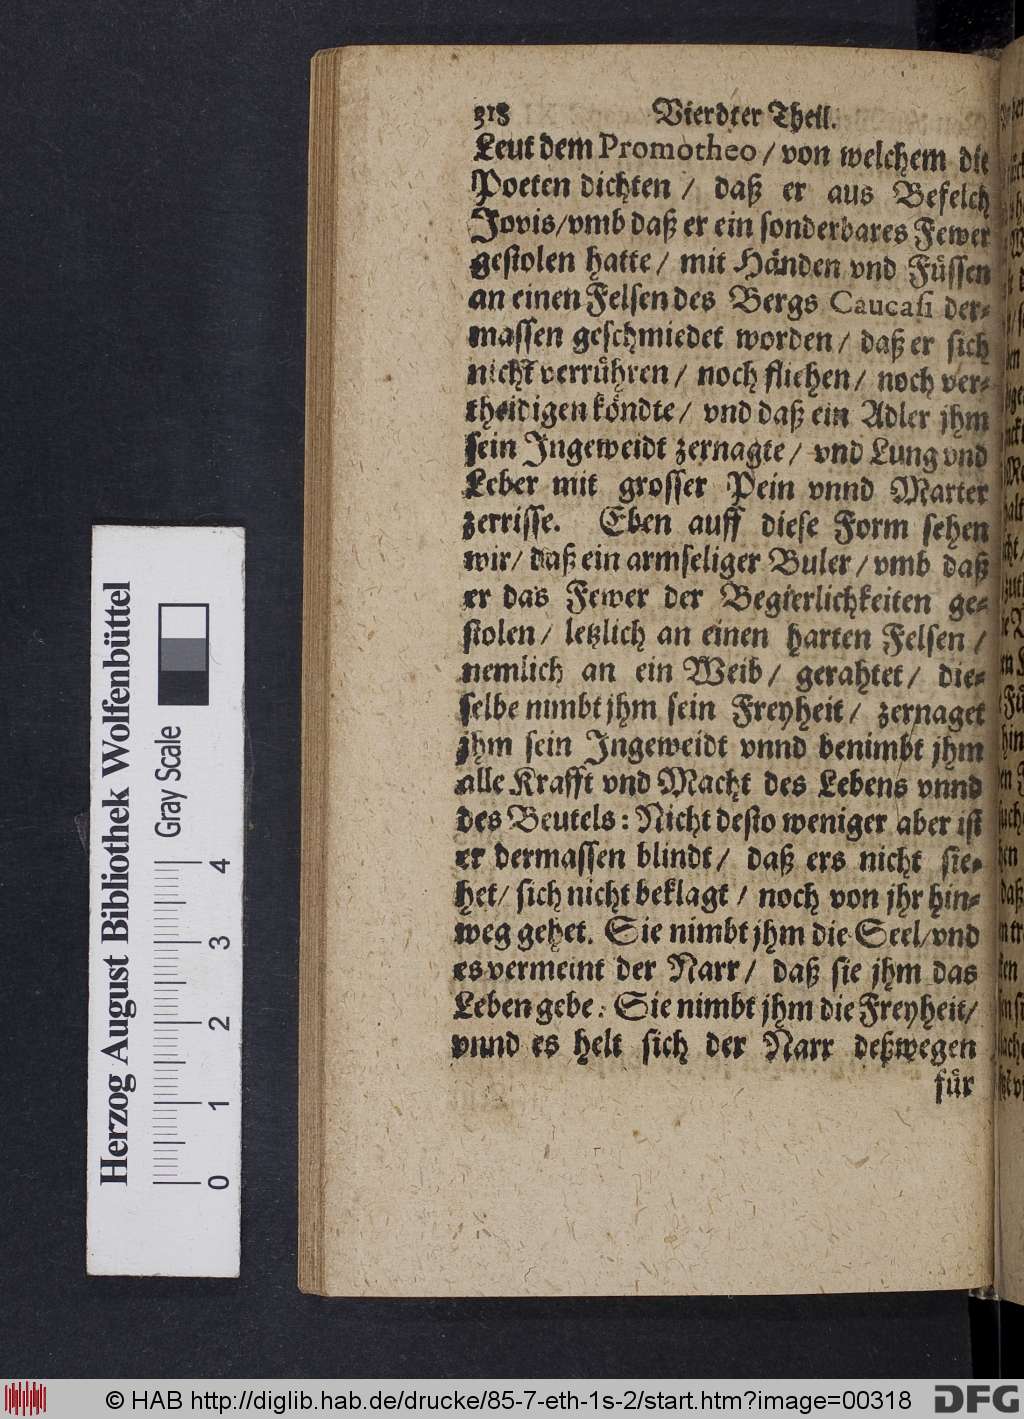 318 Vierdter Theil.
Leut dem Promotheo / von welchem die
Poeten dichten / daß er aus Befelch
Jovis / vmb daß er ein sonderbares Fewer
gestolen hatte / mit Händen vnd Füssen
an einen Felsen des Bergs Caucasi der-
massen geschmiedet worden / daß er sich
nicht verrühren / noch fliehen / noch ver-
theidigen köndte / vnd daß ein Adler jhm
sein Ingeweidt zernagte / vnd Lung vnd
Leber mit grosser Pein vnnd Marter
zerrisse. Eben auff diese Form sehen
wir / daß ein armseliger Buler / vmb daß
er das Fewer der Begierlichkeiten ge-
stolen / letzlich an einen harten Felsen /
nemlich an ein Weib / gerahtet / die-
selbe nimbt jhm sein Freyheit / zernaget
jhm sein Ingeweidt vnnd benimbt jhm
alle Krafft vnd Macht des Lebens vnnd
des Beutels: Nicht desto weniger aber ist
er dermassen blindt / daß ers nicht sie-
het / sich nicht beklagt / noch von jhr hin-
weg gehet. Sie nimbt jhm die Seel / vnd
es vermeint der Narr / daß sie jhm das
Leben gebe: Sie nimbt jhm die Freyheit /
vnnd es helt sich der Narr deßwegen
für
Herzog August Bibliothek Wolfenbüttel
Gray Scale
0 1 2 3 4
© HAB http://diglib.hab.de/drucke/85-7-eth-1s-2/start.htm?image=00318
DFG